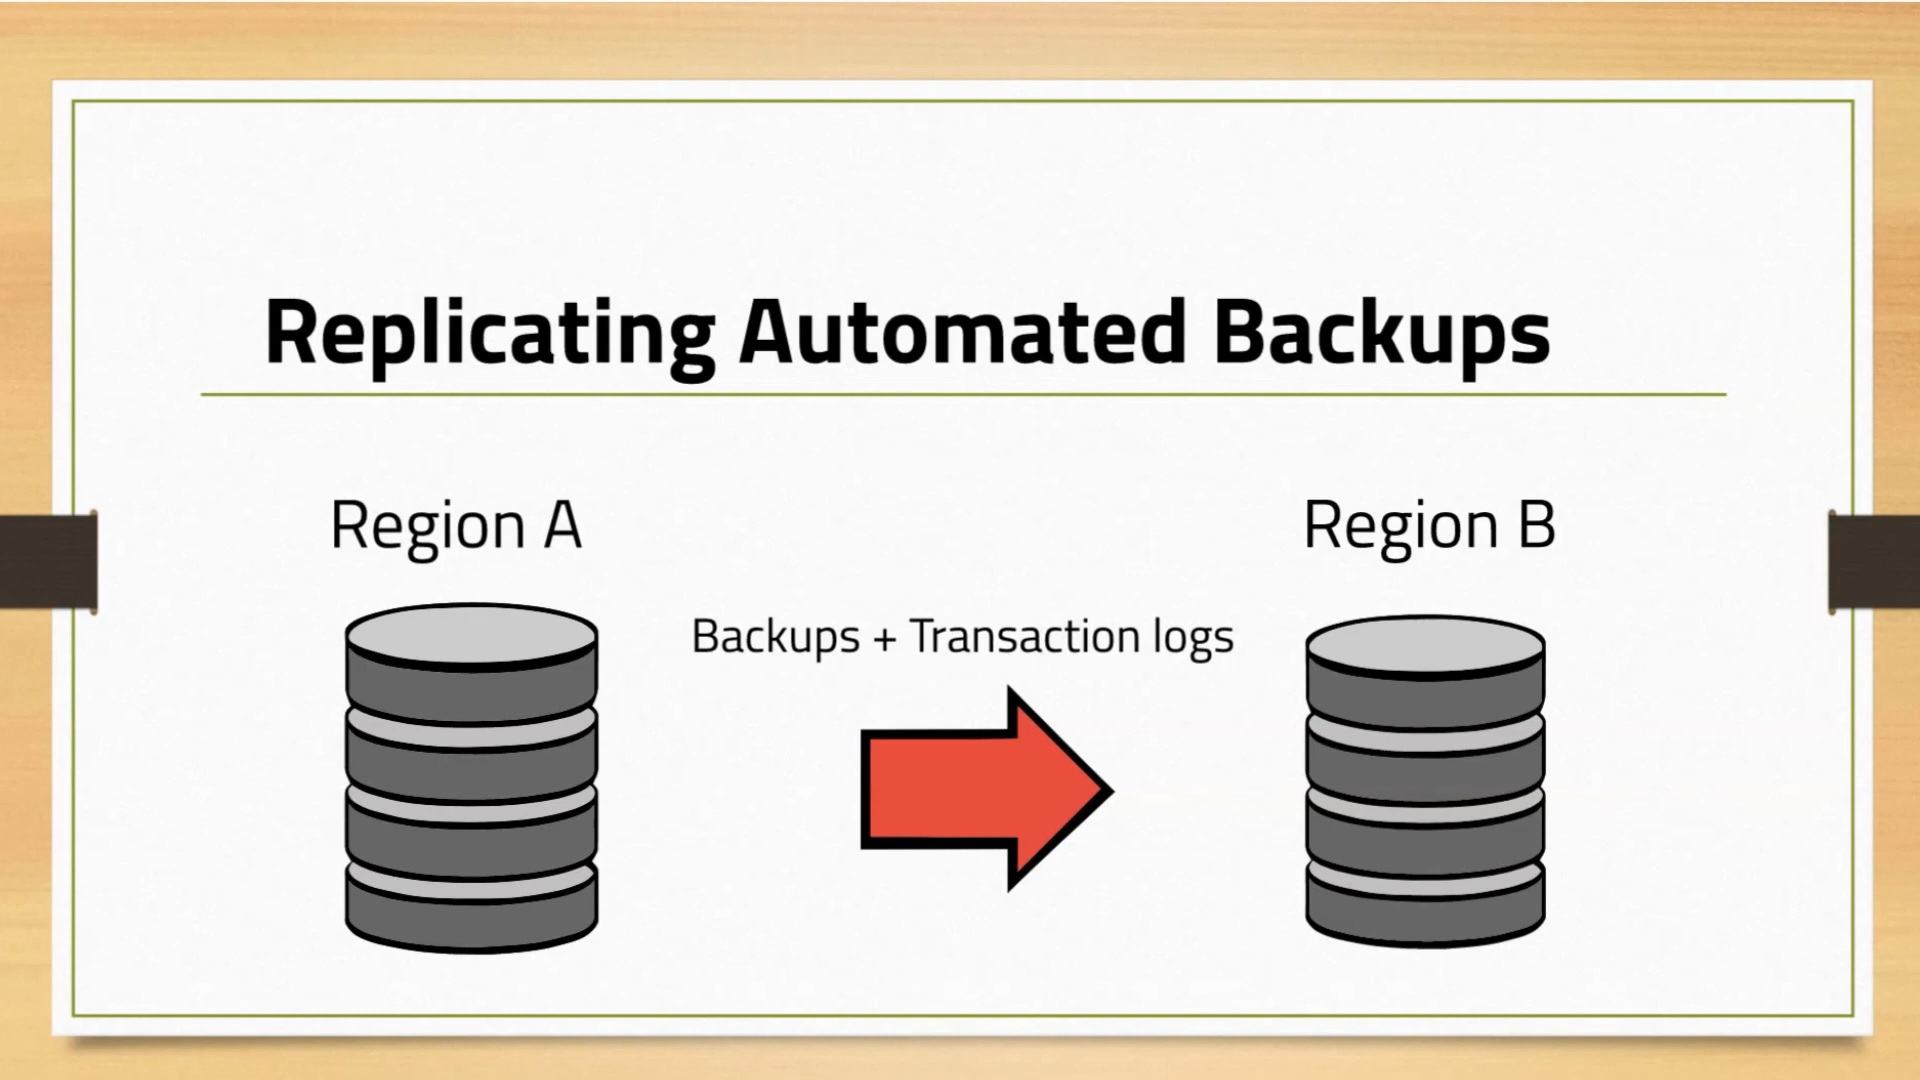 Replicating Automated Backups
Region A
Region B
Backups + Transaction logs